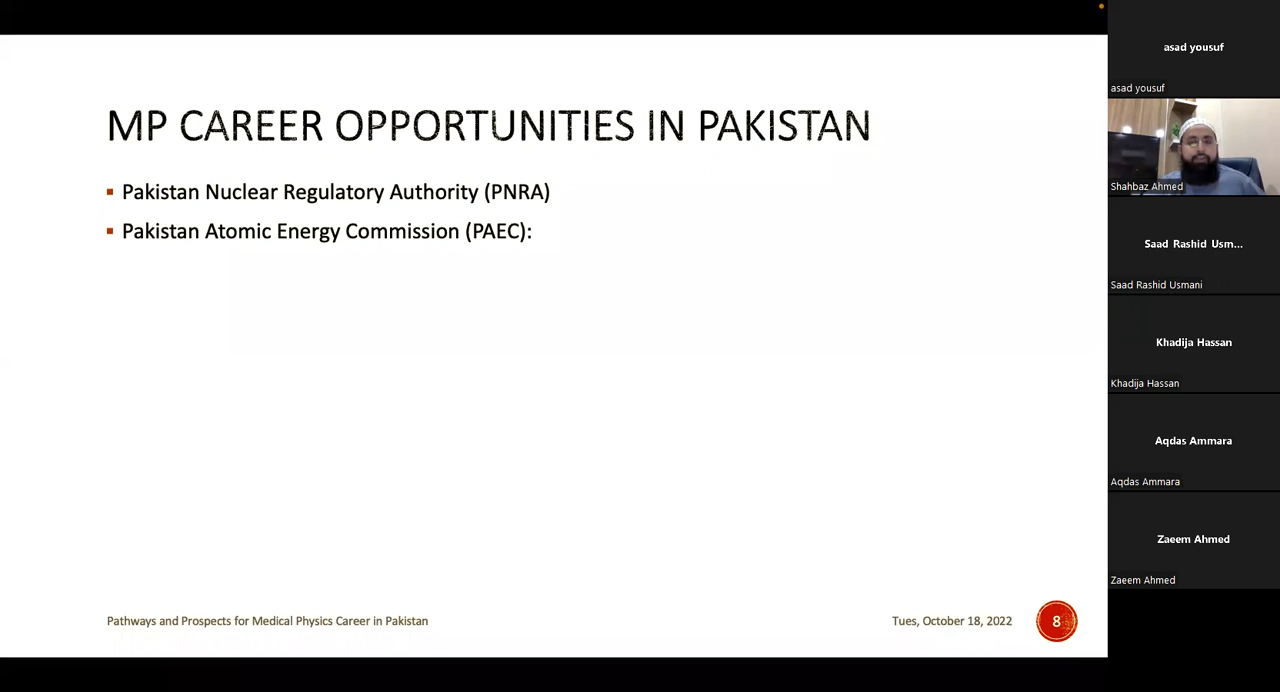 MP CAREER OPPORTUNITIES IN PAKISTAN
Pakistan Nuclear Regulatory Authority (PNRA)
Pakistan Atomic Energy Commission (PAEC):
Pathways and Prospects for Medical Physics Career in Pakistan
Tues, October 18, 2022
8
asad yousuf
asad yousuf
Shahbaz Ahmed
Saad Rashid Usm...
Saad Rashid Usmani
Khadija Hassan
Khadija Hassan
Aqdas Ammara
Aqdas Ammara
Zaeem Ahmed
Zaeem Ahmed